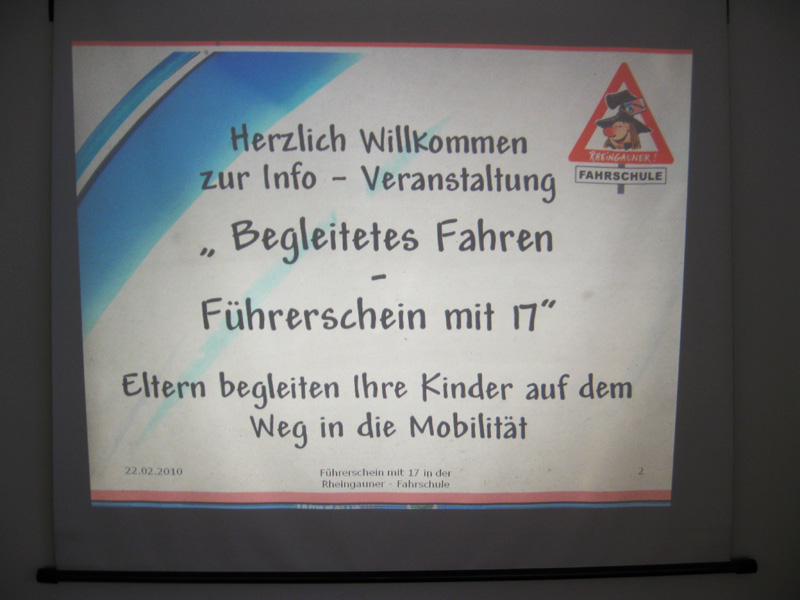 Herzlich Willkommen
zur Info - Veranstaltung
„ Begleitetes Fahren
-
Führerschein mit 17“
Eltern begleiten Ihre Kinder auf dem
Weg in die Mobilität
RHEINGAUNER!
FAHRSCHULE
22.02.2010
Führerschein mit 17 in der
Rheingauner - Fahrschule
2